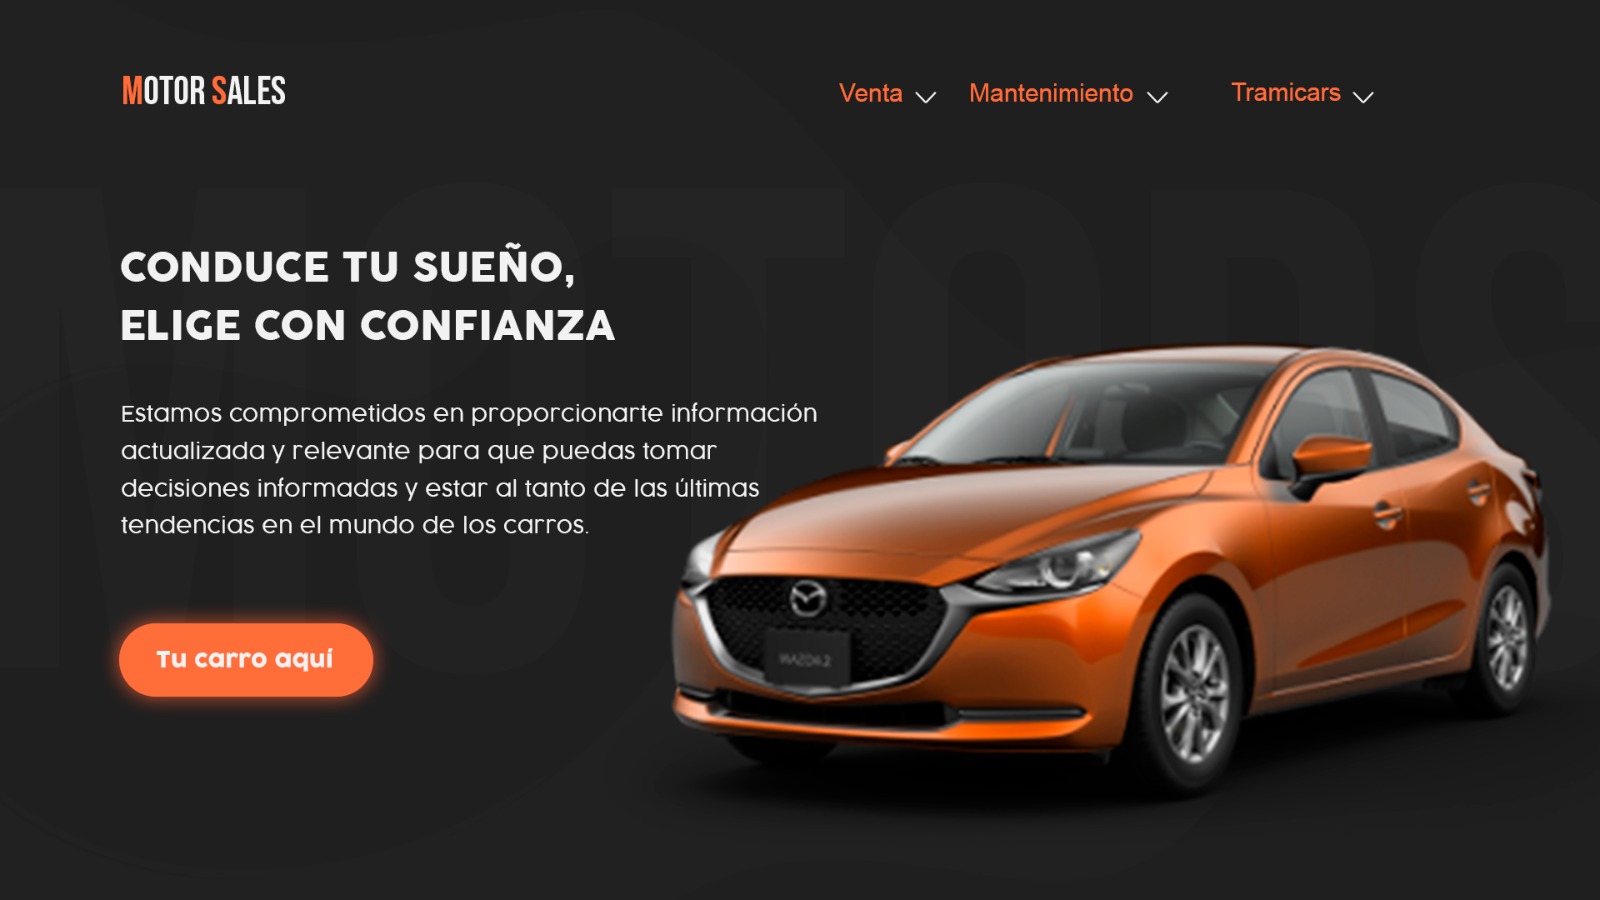 MOTOR SALES
Venta
Mantenimiento
Tramicars
MOTORS
CONDUCE TU SUEÑO,
ELIGE CON CONFIANZA
Estamos comprometidos en proporcionarte información
actualizada y relevante para que puedas tomar
decisiones informadas y estar al tanto de las últimas
tendencias en el mundo de los carros.
Tu carro aquí
MAZDA2